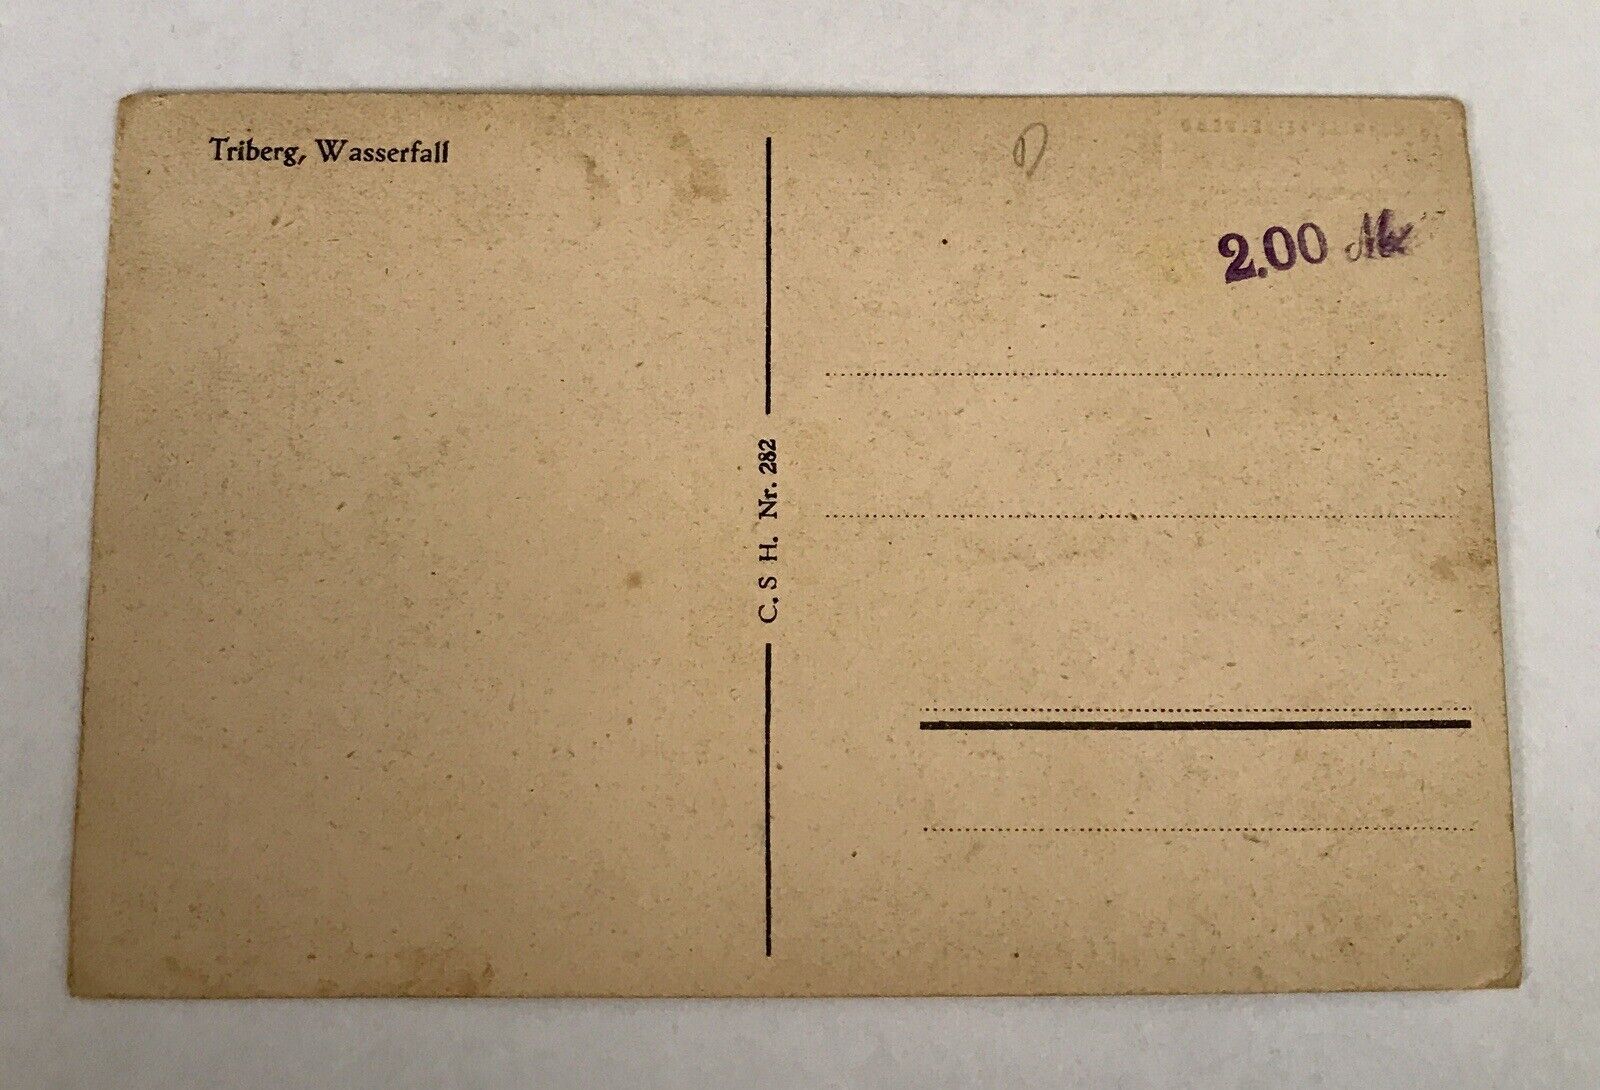 Triberg, Wasserfall
C. S H. Nr. 282
2.00